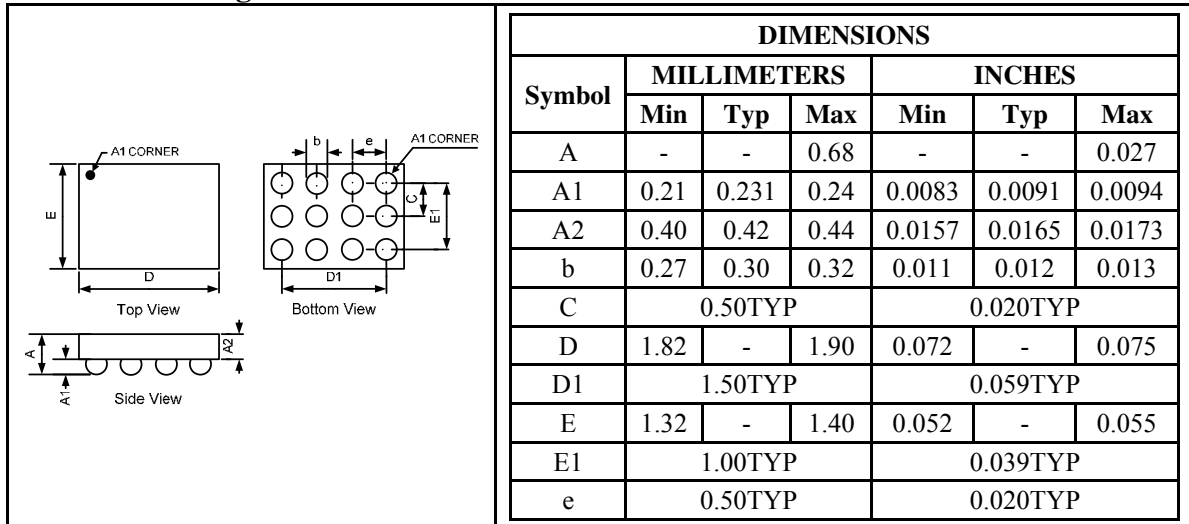 A1 CORNER
E
D
Top View
b
e
A1 CORNER
C
E1
D1
Bottom View
A
A1
A2
Side View
DIMENSIONS
Symbol MILLIMETERS INCHES
Min Typ Max Min Typ Max
A - - 0.68 - - 0.027
A1 0.21 0.231 0.24 0.0083 0.0091 0.0094
A2 0.40 0.42 0.44 0.0157 0.0165 0.0173
b 0.27 0.30 0.32 0.011 0.012 0.013
C 0.50TYP 0.020TYP
D 1.82 - 1.90 0.072 - 0.075
D1 1.50TYP 0.059TYP
E 1.32 - 1.40 0.052 - 0.055
E1 1.00TYP 0.039TYP
e 0.50TYP 0.020TYP